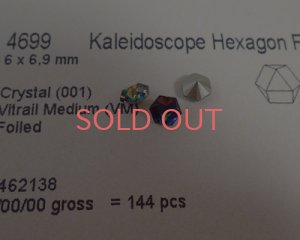 4699 Kaleidoscope Hexagon F
6 x 6,9 mm
Crystal (001)
Vitrail Medium (VM)
Foiled
SOLD OUT
462138
00/00 gross = 144 pcs